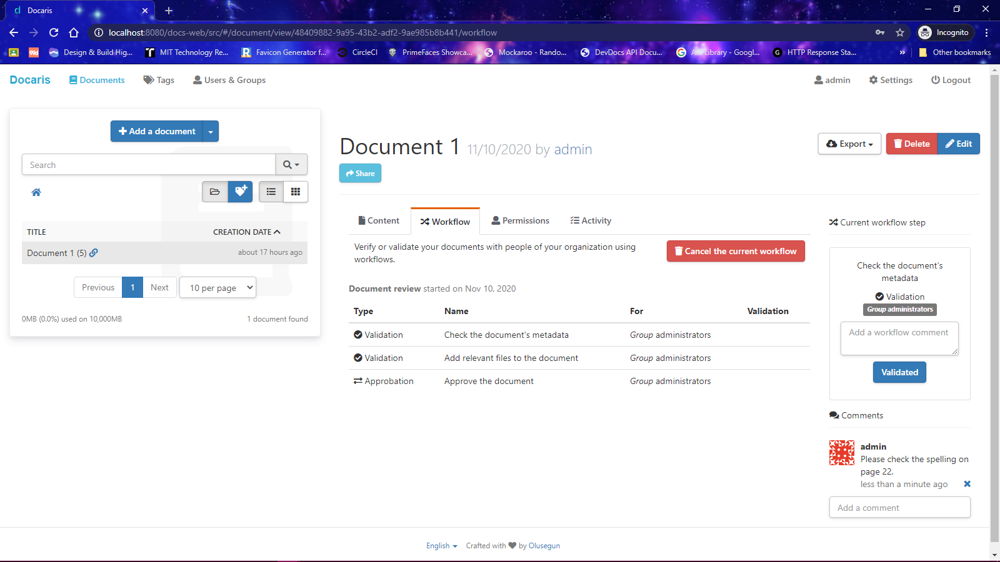 d Docaris
localhost:8080/docs-web/src/#/document/view/48409882-9a95-43b2-adf2-9ae985b8b441/workflow
Incognito
99d Design & Build Hig... MIT Technology Re... Favicon Generator f... CircleCI PrimeFaces Showca... Mockaroo - Rando... DevDocs API Docu... Library - Googl... HTTP Response Sta... » Other bookmarks
Docaris Documents Tags Users & Groups admin Settings Logout
Add a document
Search
TITLE CREATION DATE
Document 1 (5) about 17 hours ago
Previous 1 Next 10 per page
0MB (0.0%) used on 10,000MB 1 document found
Document 1 11/10/2020 by admin
Export Delete Edit
Share
Content Workflow Permissions Activity
Verify or validate your documents with people of your organization using
workflows.
Cancel the current workflow
Document review started on Nov 10, 2020
Type Name For Validation
Validation Check the document's metadata Group administrators
Validation Add relevant files to the document Group administrators
Approbation Approve the document Group administrators
Current workflow step
Check the document's
metadata
Validation
Group administrators
Add a workflow comment
Validated
Comments
admin
Please check the spelling on
page 22.
less than a minute ago
Add a comment
English Crafted with by Olusegun